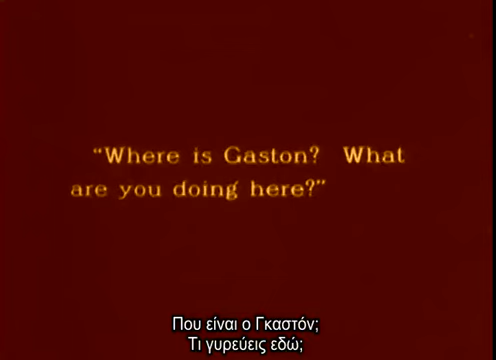 “Where is Gaston? What
are you doing here?”
Που είναι ο Γκαστόν;
Τι γυρεύεις εδώ;